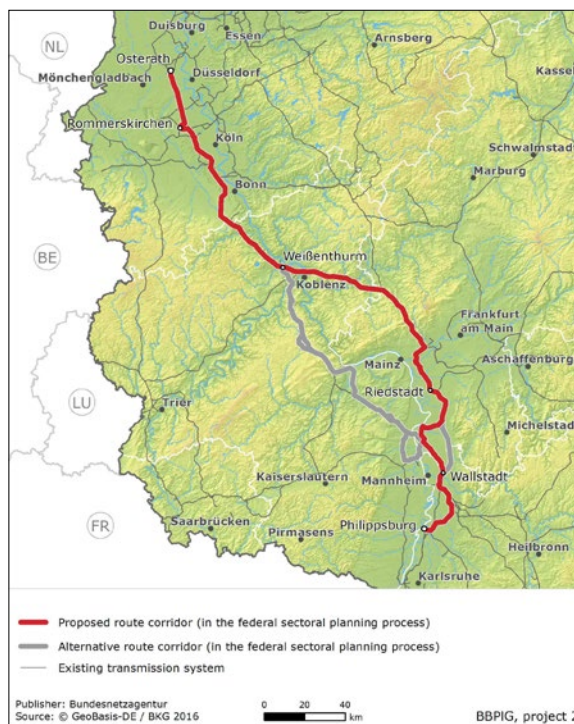 NL
Duisburg
Essen
Arnsberg
Osterath
Kassel
Mönchengladbach
Düsseldorf
Rommerskirchen
Köln
Schwalmstadt
Marburg
Bonn
BE
Weißenthurm
Koblenz
Frankfurt
am Main
Mainz
Aschaffenburg
LU
Trier
Riedstadt
Michelstadt
Kaiserslautern
Mannheim
Wallstadt
FR
Saarbrücken
Pirmasens
Philippsburg
Heilbronn
Karlsruhe
Proposed route corridor (in the federal sectoral planning process)
Alternative route corridor (in the federal sectoral planning process)
Existing transmission system
Publisher: Bundesnetzagentur
Source: © GeoBasis-DE / BKG 2016
0 20 40
km
BBPlG, project